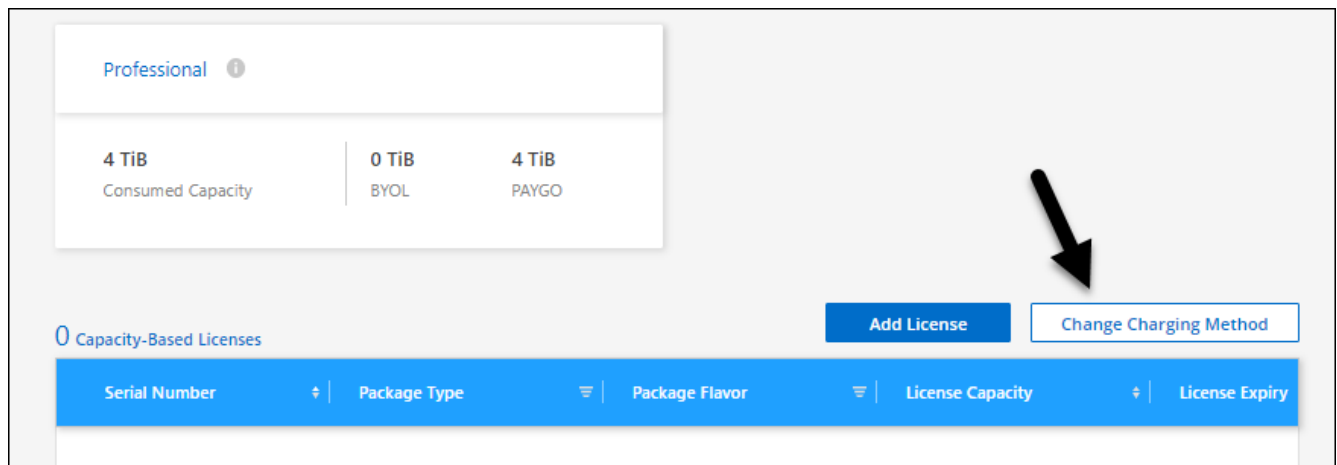 Professional
4 TiB 0 TiB 4 TiB
Consumed Capacity BYOL PAYGO
Add License Change Charging Method
0 Capacity-Based Licenses
Serial Number Package Type Package Flavor License Capacity License Expiry